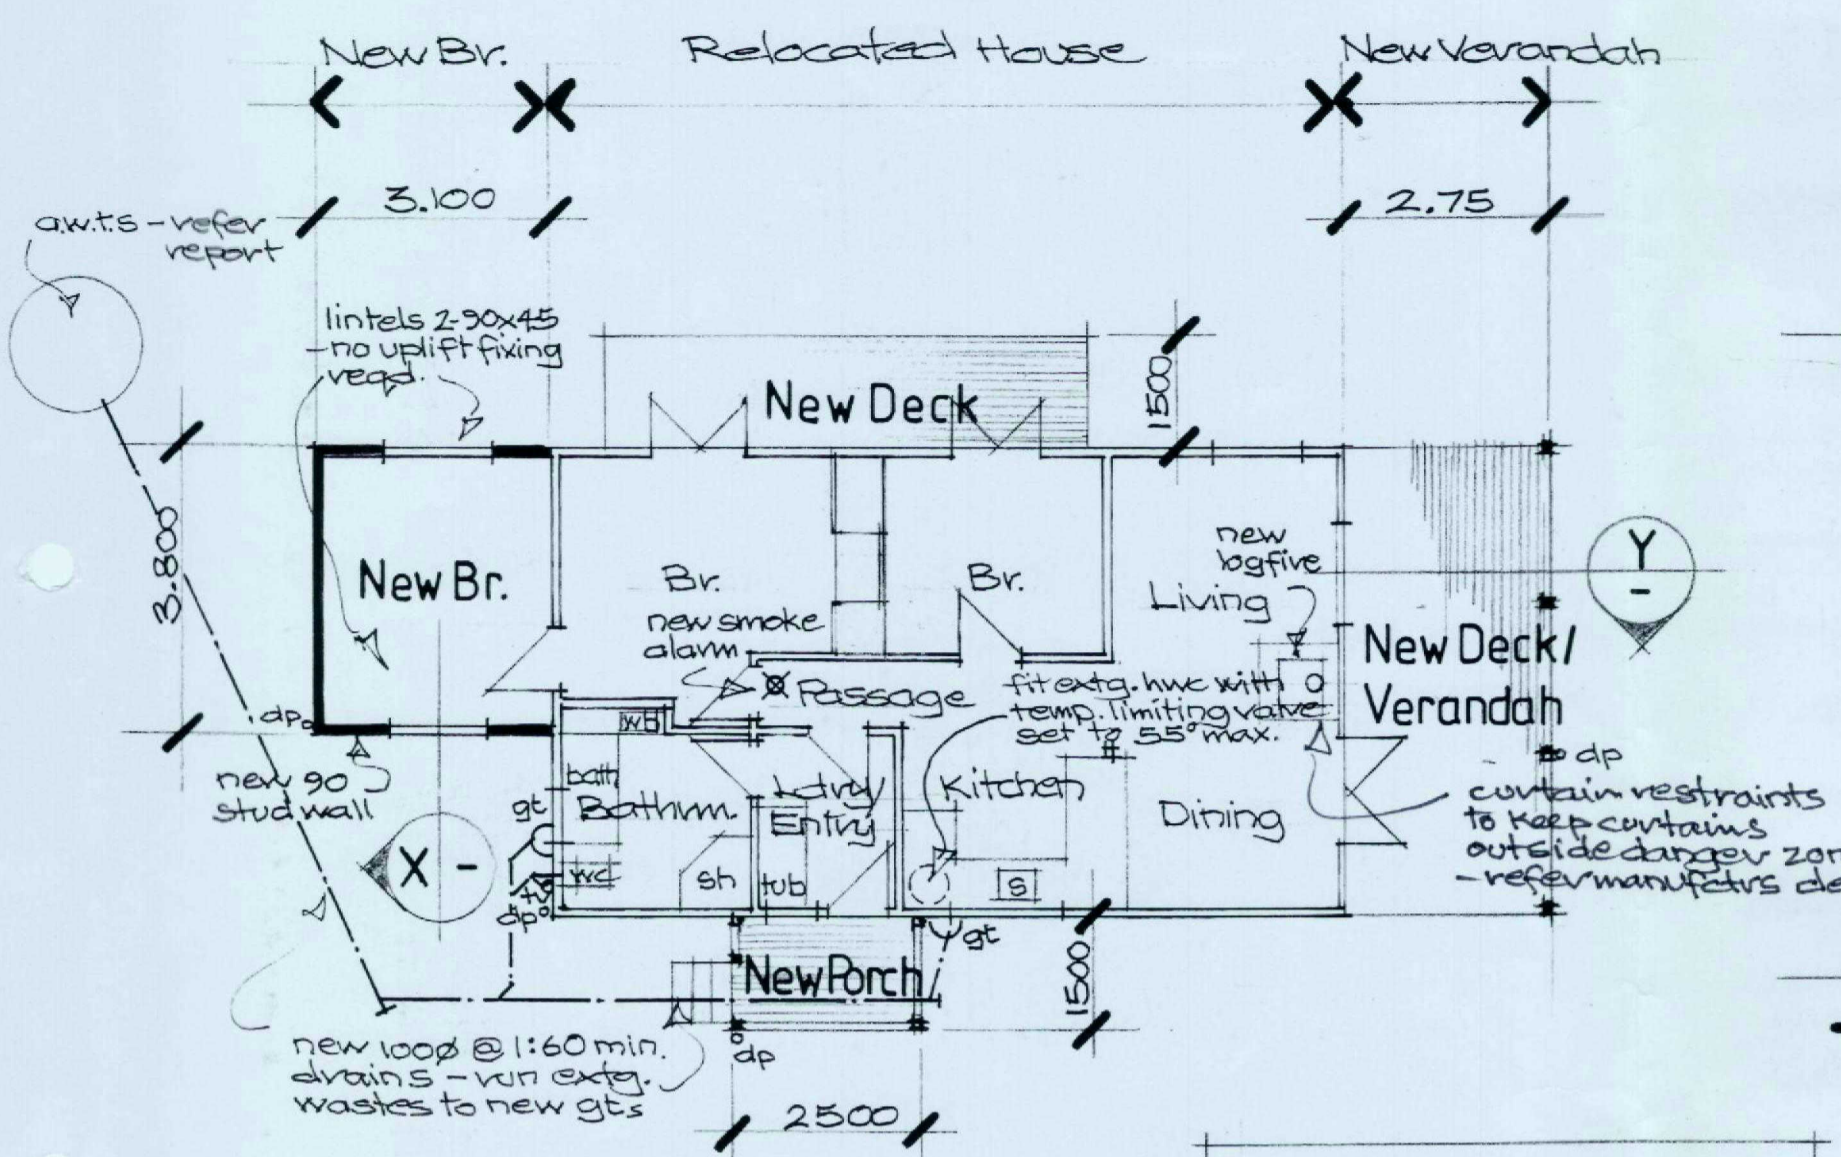 New Br.
Relocated House
New Verandah
3.100
2.75
a.w.t.s - refer
report
lintels 2-90x45
- no uplift fixing
reqd.
New Deck
1500
3.800
New Br.
Br.
Br.
new
logfire
Living
Y
-
new smoke
alarm
Passage
fit extg. hwc with
temp. limiting valve
set to 55° max.
New Deck/
Verandah
dp
wb
dp
new 90
stud wall
bath
Bathrm.
Ldry/
Entry
Kitchen
Dining
curtain restraints
to keep curtains
outside danger zon
- refer manufctrs de
gt
X -
wc
tv
dp
sh
tub
S
gt
New Porch
1500
new 100ø @ 1:60 min.
drains - run extg.
wastes to new gts
dp
2500